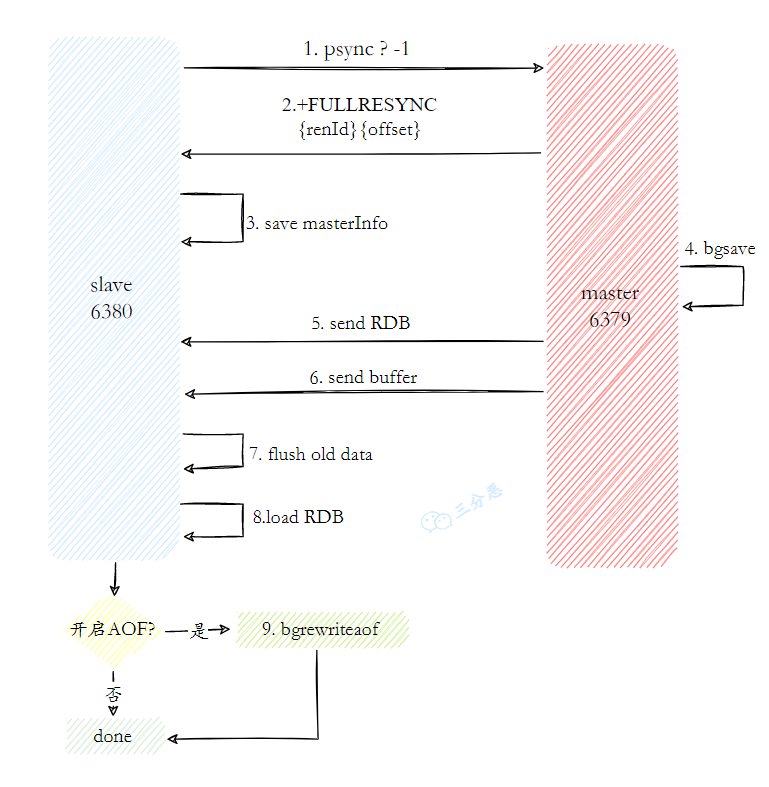 1. psync ? -1
2.+FULLRESYNC
{renId}{offset}
3. save masterInfo
4. bgsave
slave
6380
master
6379
5. send RDB
6. send buffer
7. flush old data
三分恶
8.load RDB
开启AOF?
是
9. bgrewriteaof
否
done